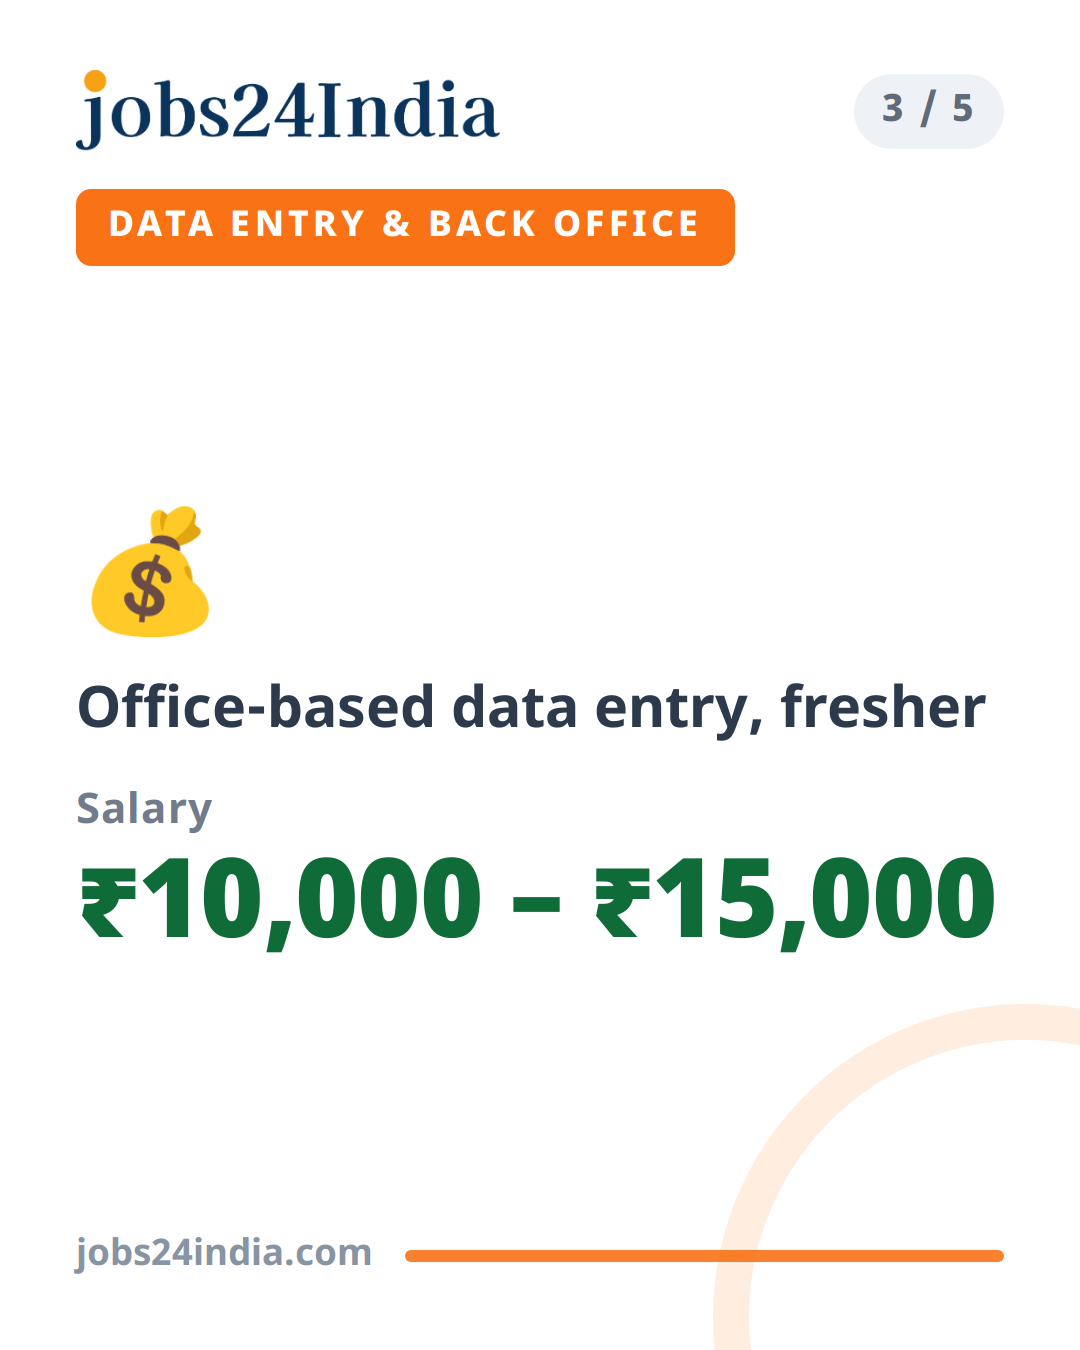 jobs24India
3 / 5
DATA ENTRY & BACK OFFICE
$
Office-based data entry, fresher
Salary
₹10,000 – ₹15,000
jobs24india.com